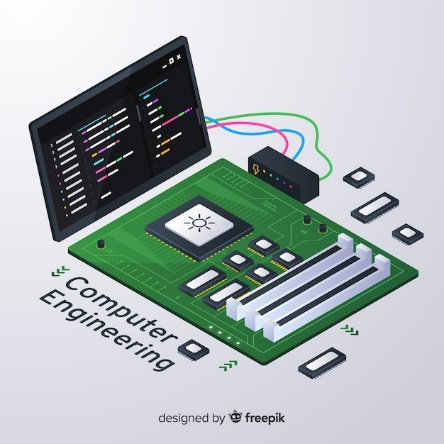 Computer
Engineering
designed by freepik